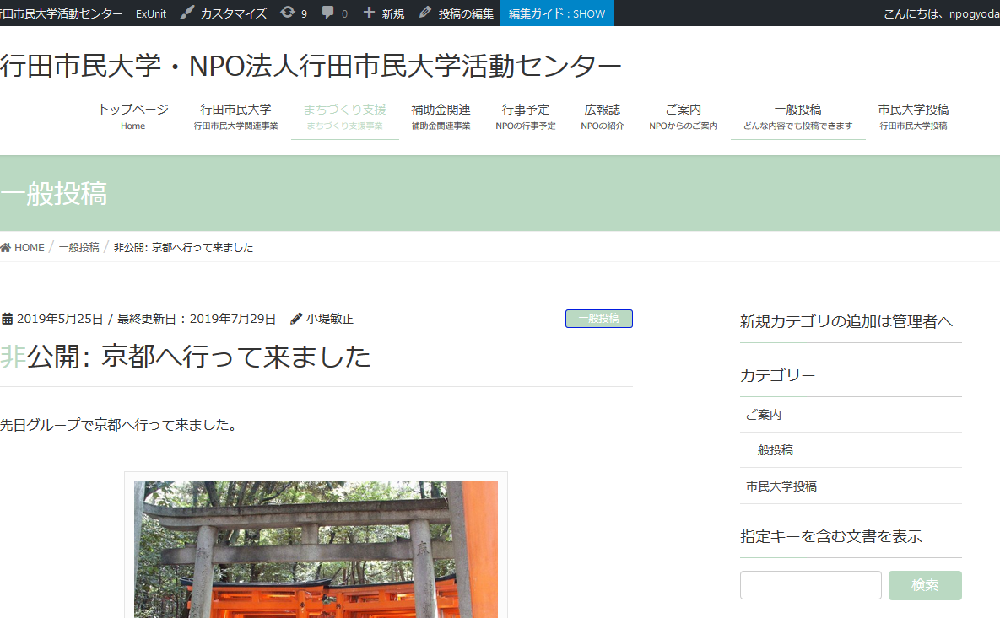 行田市民大学活動センター ExUnit カスタマイズ 9 0 新規 投稿の編集 編集ガイド : SHOW こんにちは、npogyoda
行田市民大学・NPO法人行田市民大学活動センター
トップページ 行田市民大学 まちづくり支援 補助金関連 行事予定 広報誌 ご案内 一般投稿 市民大学投稿
Home 行田市民大学関連事業 まちづくり支援事業 補助金関連事業 NPOの行事予定 NPOの紹介 NPOからのご案内 どんな内容でも投稿できます 行田市民大学投稿
一般投稿
HOME / 一般投稿 / 非公開: 京都へ行って来ました
2019年5月25日 / 最終更新日 : 2019年7月29日 小堤敏正 一般投稿
非公開: 京都へ行って来ました
先日グループで京都へ行って来ました。
新規カテゴリの追加は管理者へ
カテゴリー
ご案内
一般投稿
市民大学投稿
指定キーを含む文書を表示
検索